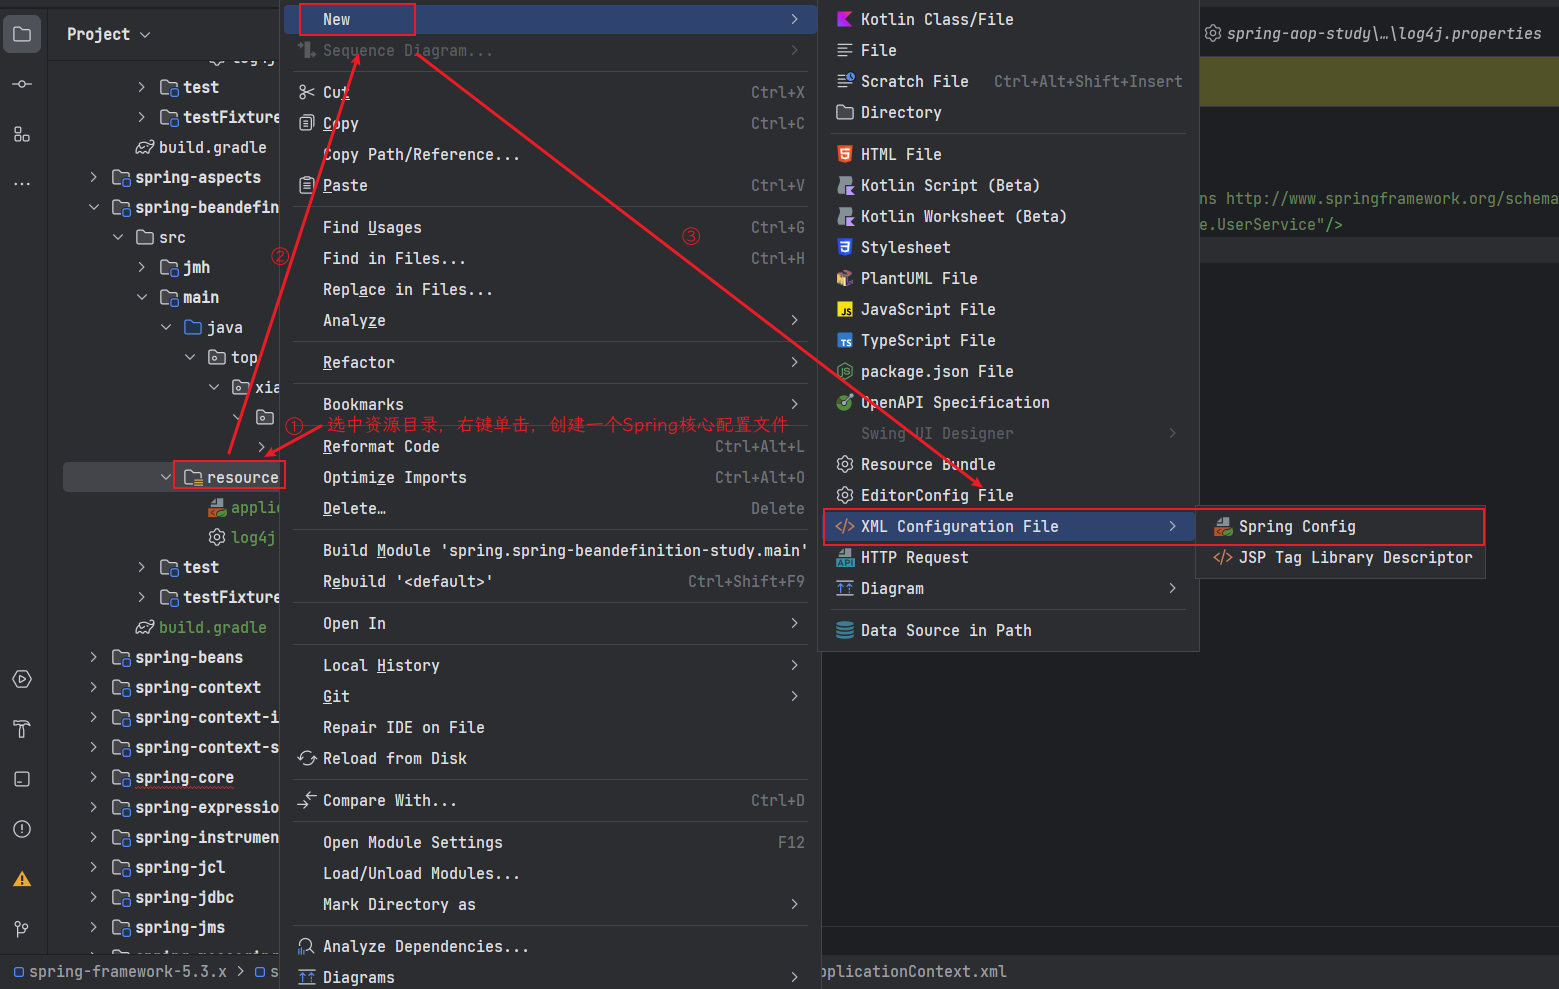 Project
log4j
test
testFixture
build.gradle
spring-aspects
spring-beandefin
src
jmh
main
java
top
xia
resource
applic
log4j
test
testFixture
build.gradle
spring-beans
spring-context
spring-context-i
spring-context-s
spring-core
spring-expressio
spring-instrumen
spring-jcl
spring-jdbc
spring-jms
spring-framework-5.3.x > s
pplicationContext.xml
New
Sequence Diagram...
Cut Ctrl+X
Copy Ctrl+C
Copy Path/Reference...
Paste Ctrl+V
Find Usages Ctrl+G
Find in Files... Ctrl+H
Replace in Files...
Analyze
Refactor
Bookmarks
① 选中资源目录，右键单击，创建一个Spring核心配置文件
②
③
Reformat Code Ctrl+Alt+L
Optimize Imports Ctrl+Alt+O
Delete… Delete
Build Module 'spring.spring-beandefinition-study.main'
Rebuild '<default>' Ctrl+Shift+F9
Open In
Local History
Git
Repair IDE on File
Reload from Disk
Compare With... Ctrl+D
Open Module Settings F12
Load/Unload Modules...
Mark Directory as
Analyze Dependencies...
Diagrams
Kotlin Class/File
File
Scratch File Ctrl+Alt+Shift+Insert
Directory
HTML File
Kotlin Script (Beta)
Kotlin Worksheet (Beta)
Stylesheet
PlantUML File
JavaScript File
TypeScript File
package.json File
OpenAPI Specification
Swing UI Designer
Resource Bundle
EditorConfig File
XML Configuration File
HTTP Request
Diagram
Data Source in Path
Spring Config
JSP Tag Library Descriptor
spring-aop-study\…\log4j.properties
ns http://www.springframework.org/schema
e.UserService"/>